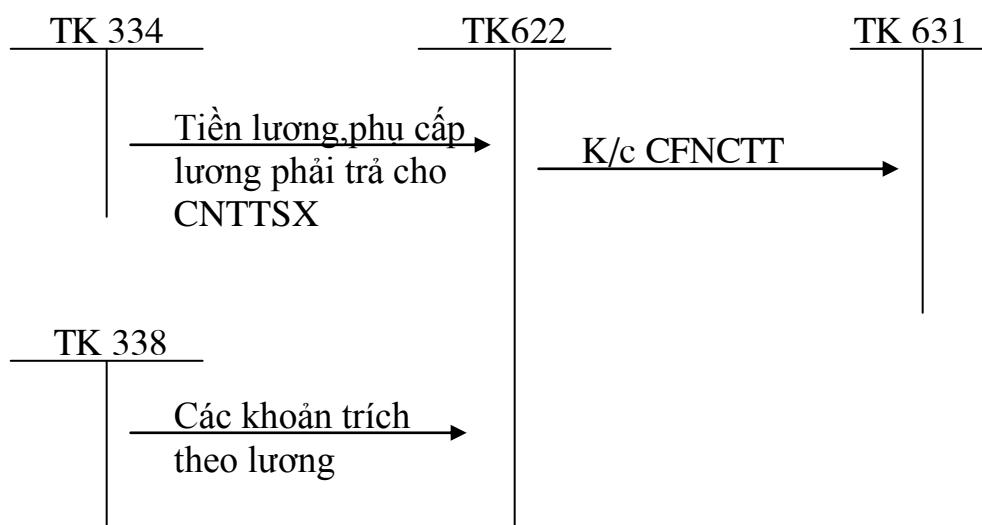 TK 334
TK622
TK 631
Tiền lương,phụ cấp
lương phải trả cho
CNTTSX
K/c CFNCTT
TK 338
Các khoản trích
theo lương